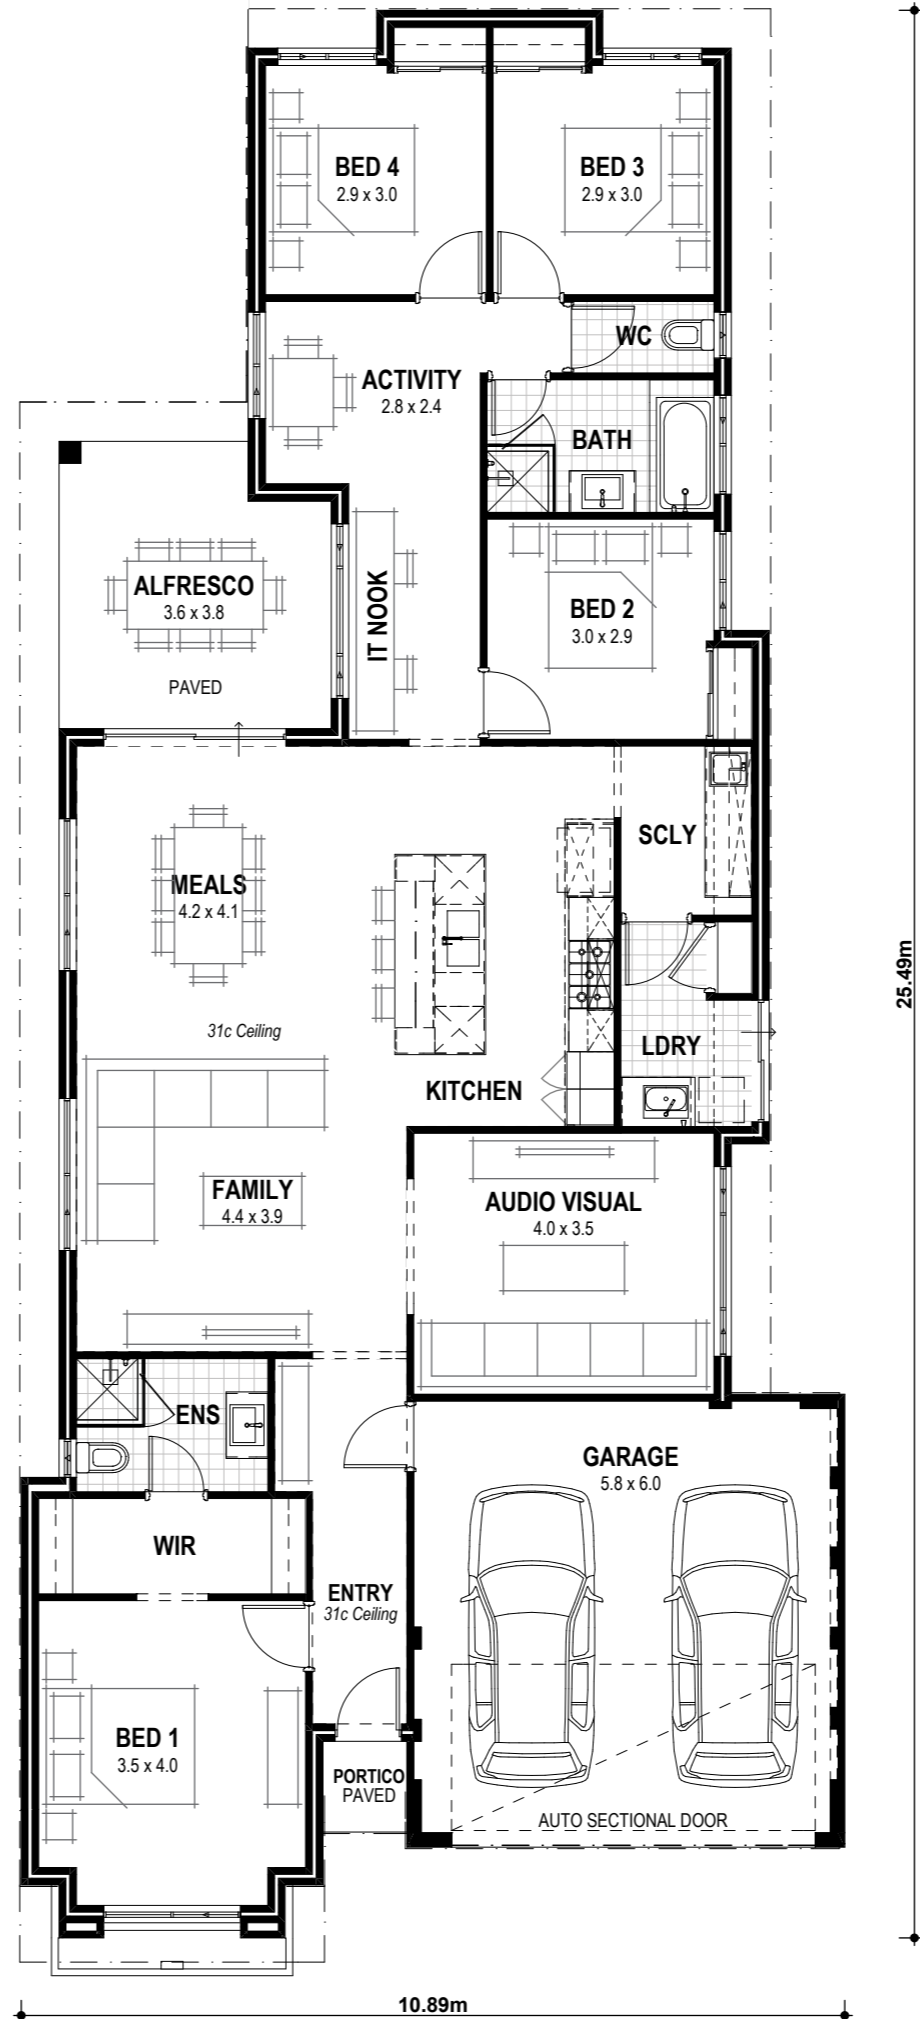 BED 4
2.9 x 3.0
BED 3
2.9 x 3.0
WC
ACTIVITY
2.8 x 2.4
BATH
ALFRESCO
3.6 x 3.8
PAVED
IT NOOK
BED 2
3.0 x 2.9
SCLY
MEALS
4.2 x 4.1
25.49m
31c Ceiling
LDRY
KITCHEN
FAMILY
4.4 x 3.9
AUDIO VISUAL
4.0 x 3.5
ENS
GARAGE
5.8 x 6.0
WIR
ENTRY
31c Ceiling
BED 1
3.5 x 4.0
PORTICO
PAVED
AUTO SECTIONAL DOOR
10.89m